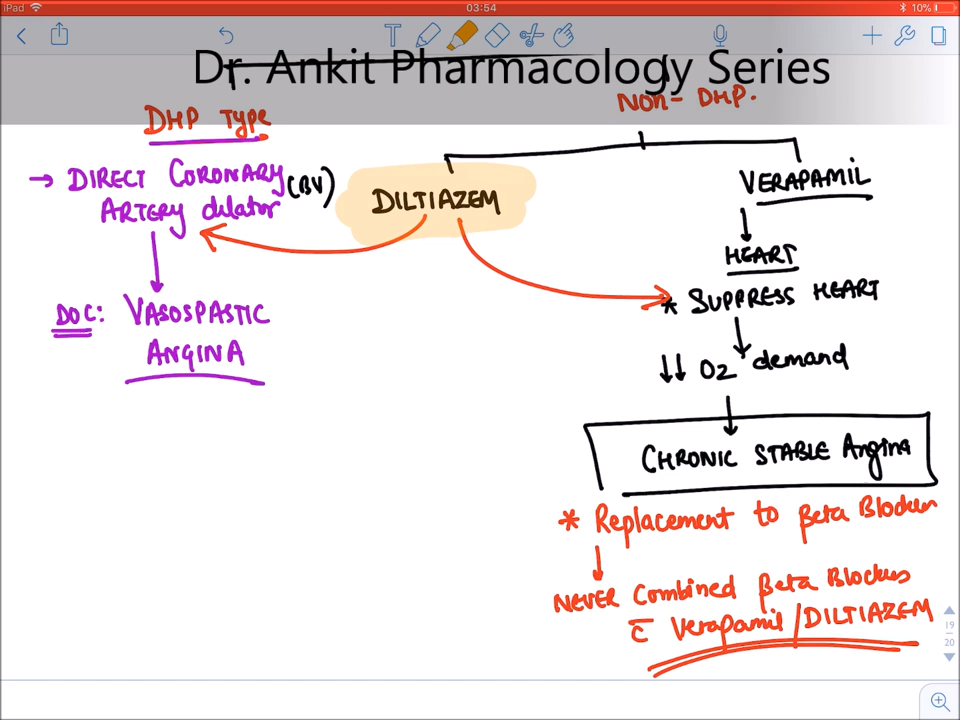 iPad
03:54
10%
Dr. Ankit Pharmacology Series
DHP Type
→ DIRECT CORONARY (BV)
ARTERY dilator
DOC: VASOSPASTIC
ANGINA
NON-DHP.
DILTIAZEM
VERAPAMIL
HEART
* SUPPRESS HEART
↓↓ O2 demand
CHRONIC STABLE Angina
* Replacement to Beta Blocker
NEVER Combined Beta Blockers
c̄ Verapamil/DILTIAZEM
19
20